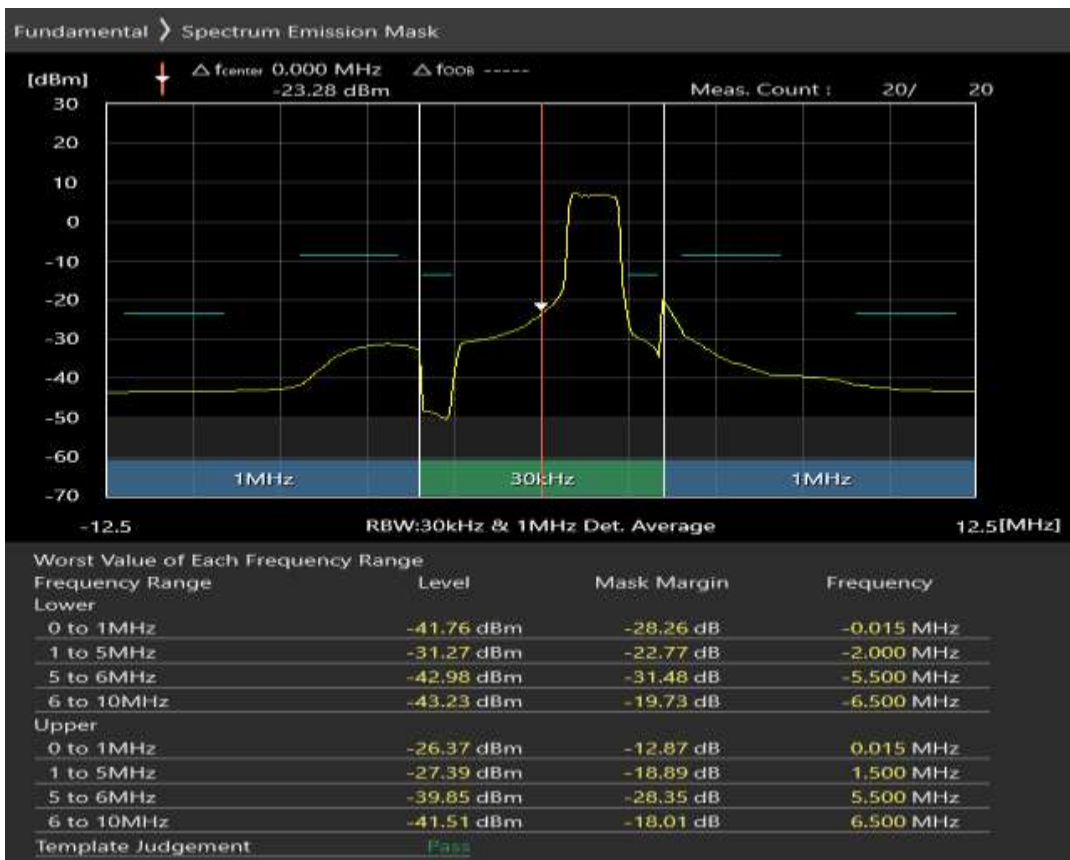 Fundamental ❯ Spectrum Emission Mask
△ fcenter 0.000 MHz △ fOOB -----
[dBm]
-23.28 dBm Meas. Count : 20/ 20
30
20
10
0
-10
-20
-30
-40
-50
-60
1MHz 30kHz 1MHz
-70
-12.5 RBW:30kHz & 1MHz Det. Average 12.5[MHz]
Worst Value of Each Frequency Range
Frequency Range Level Mask Margin Frequency
Lower
0 to 1MHz -41.76 dBm -28.26 dB -0.015 MHz
1 to 5MHz -31.27 dBm -22.77 dB -2.000 MHz
5 to 6MHz -42.98 dBm -31.48 dB -5.500 MHz
6 to 10MHz -43.23 dBm -19.73 dB -6.500 MHz
Upper
0 to 1MHz -26.37 dBm -12.87 dB 0.015 MHz
1 to 5MHz -27.39 dBm -18.89 dB 1.500 MHz
5 to 6MHz -39.85 dBm -28.35 dB 5.500 MHz
6 to 10MHz -41.51 dBm -18.01 dB 6.500 MHz
Template Judgement Pass